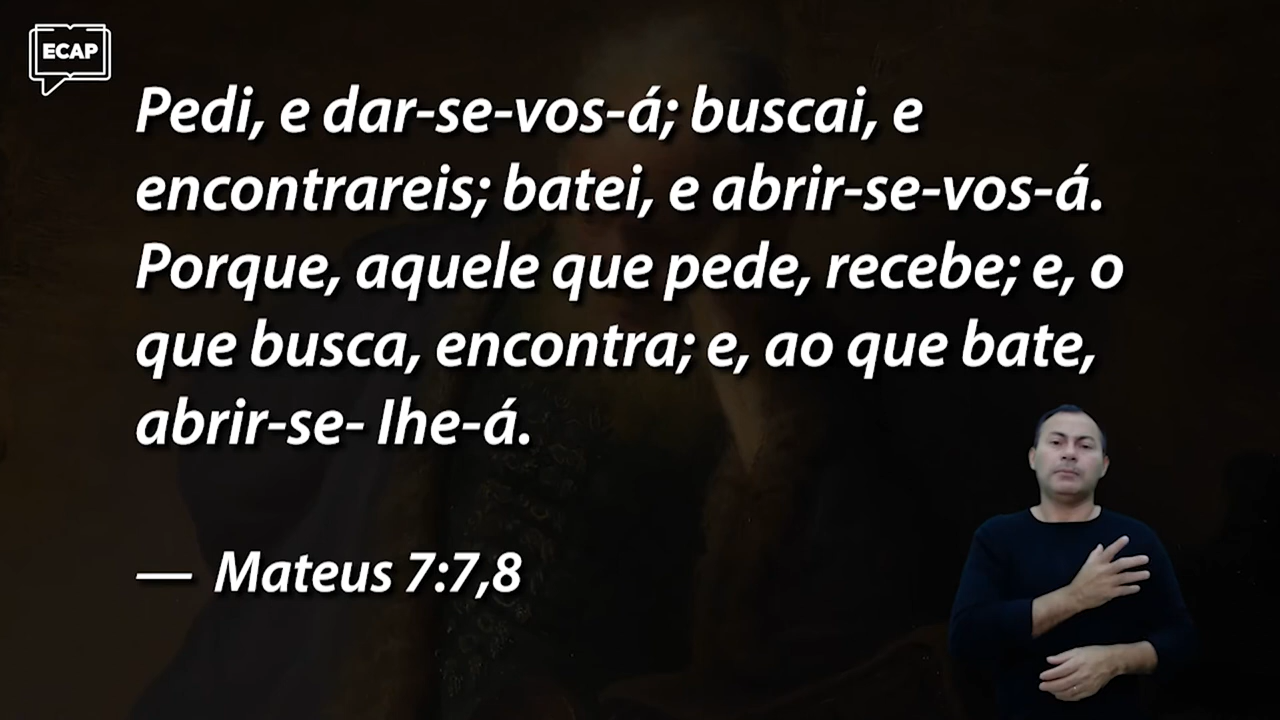 ECAP
Pedi, e dar-se-vos-á; buscai, e
encontrareis; batei, e abrir-se-vos-á.
Porque, aquele que pede, recebe; e, o
que busca, encontra; e, ao que bate,
abrir-se- lhe-á.
— Mateus 7:7,8